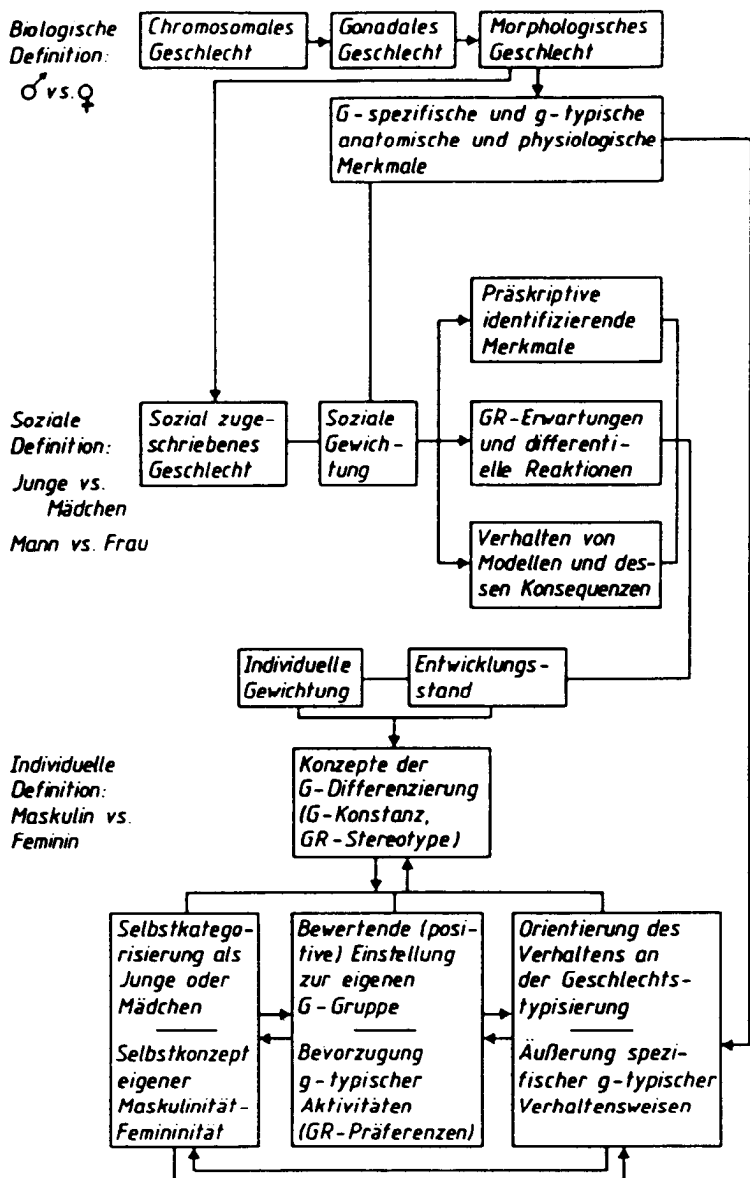 Biologische
Definition:
♂ vs. ♀
Chromosomales
Geschlecht
Gonadales
Geschlecht
Morphologisches
Geschlecht
G-spezifische und g-typische
anatomische und physiologische
Merkmale
Präskriptive
identifizierende
Merkmale
Soziale
Definition:
Junge vs.
Mädchen
Mann vs. Frau
Sozial zuge-
schriebenes
Geschlecht
Soziale
Gewich-
tung
GR-Erwartungen
und differenti-
elle Reaktionen
Verhalten von
Modellen und des-
sen Konsequenzen
Individuelle
Gewichtung
Entwicklungs-
stand
Individuelle
Definition:
Maskulin vs.
Feminin
Konzepte der
G-Differenzierung
(G-Konstanz,
GR-Stereotype)
Selbstkatego-
risierung als
Junge oder
Mädchen
Selbstkonzept
eigener
Maskulinität-
Femininität
Bewertende (posi-
tive) Einstellung
zur eigenen
G-Gruppe
Bevorzugung
g-typischer
Aktivitäten
(GR-Präferenzen)
Orientierung des
Verhaltens an
der Geschlechts-
typisierung
Äußerung spezi-
fischer g-typischer
Verhaltensweisen